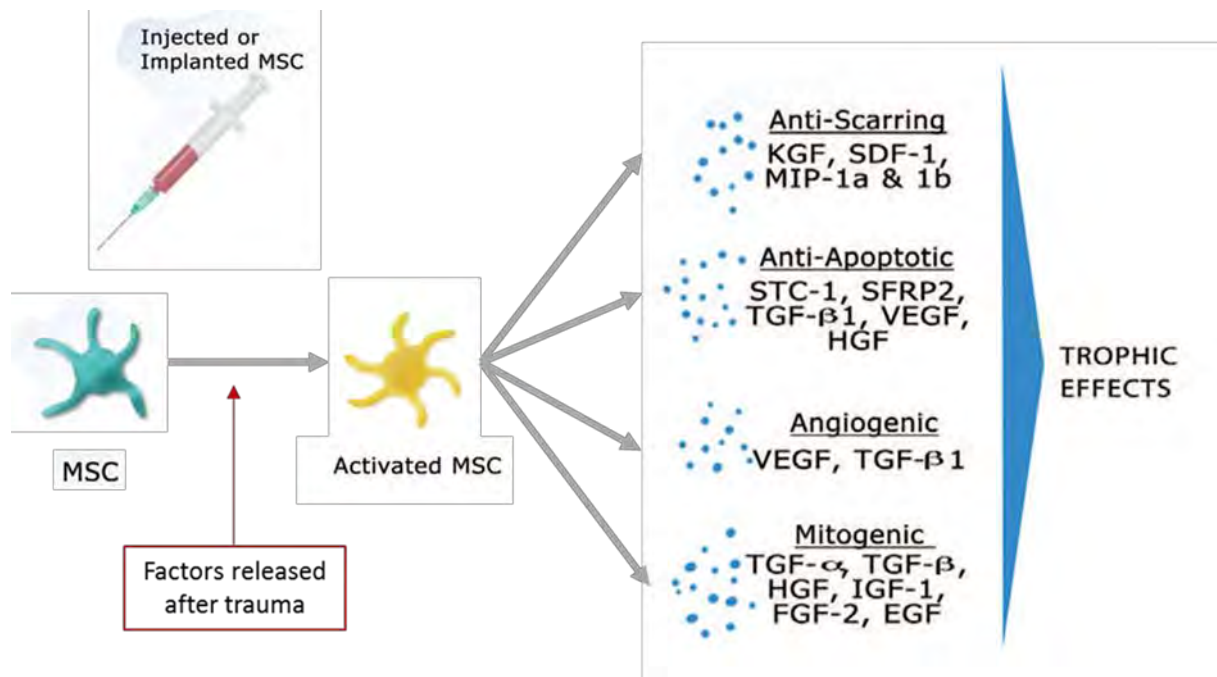 Injected or
Implanted MSC
MSC
Factors released
after trauma
Activated MSC
Anti-Scarring
KGF, SDF-1,
MIP-1a & 1b
Anti-Apoptotic
STC-1, SFRP2,
TGF-β1, VEGF,
HGF
Angiogenic
VEGF, TGF-β1
Mitogenic
TGF-α, TGF-β,
HGF, IGF-1,
FGF-2, EGF
TROPHIC
EFFECTS